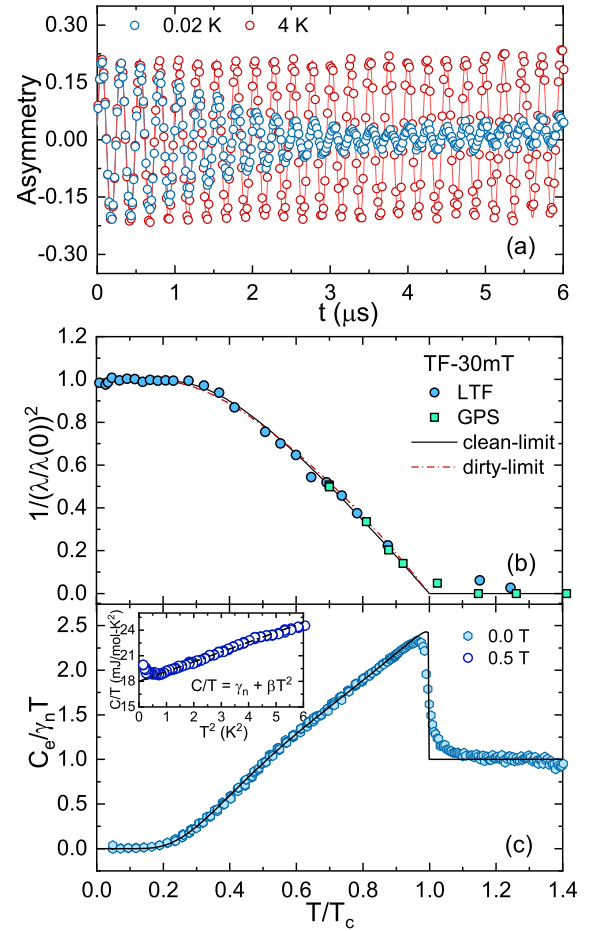 0.02 K 4 K
0.30
0.15
0.00
-0.15
-0.30
Asymmetry
(a)
0 1 2 3 4 5 6
t (μs)
1.2
1.0
0.8
0.6
0.4
0.2
0.0
1/(λ/λ(0))²
TF-30mT
LTF
GPS
clean-limit
dirty-limit
(b)
2.5
2.0
1.5
1.0
0.5
0.0
C_e/γ_nT
24
21
18
15
C/T (mJ/mol-K²)
C/T = γ_n + βT²
0 1 2 3 4 5 6
T² (K²)
0.0 T
0.5 T
(c)
0.0 0.2 0.4 0.6 0.8 1.0 1.2 1.4
T/T_c